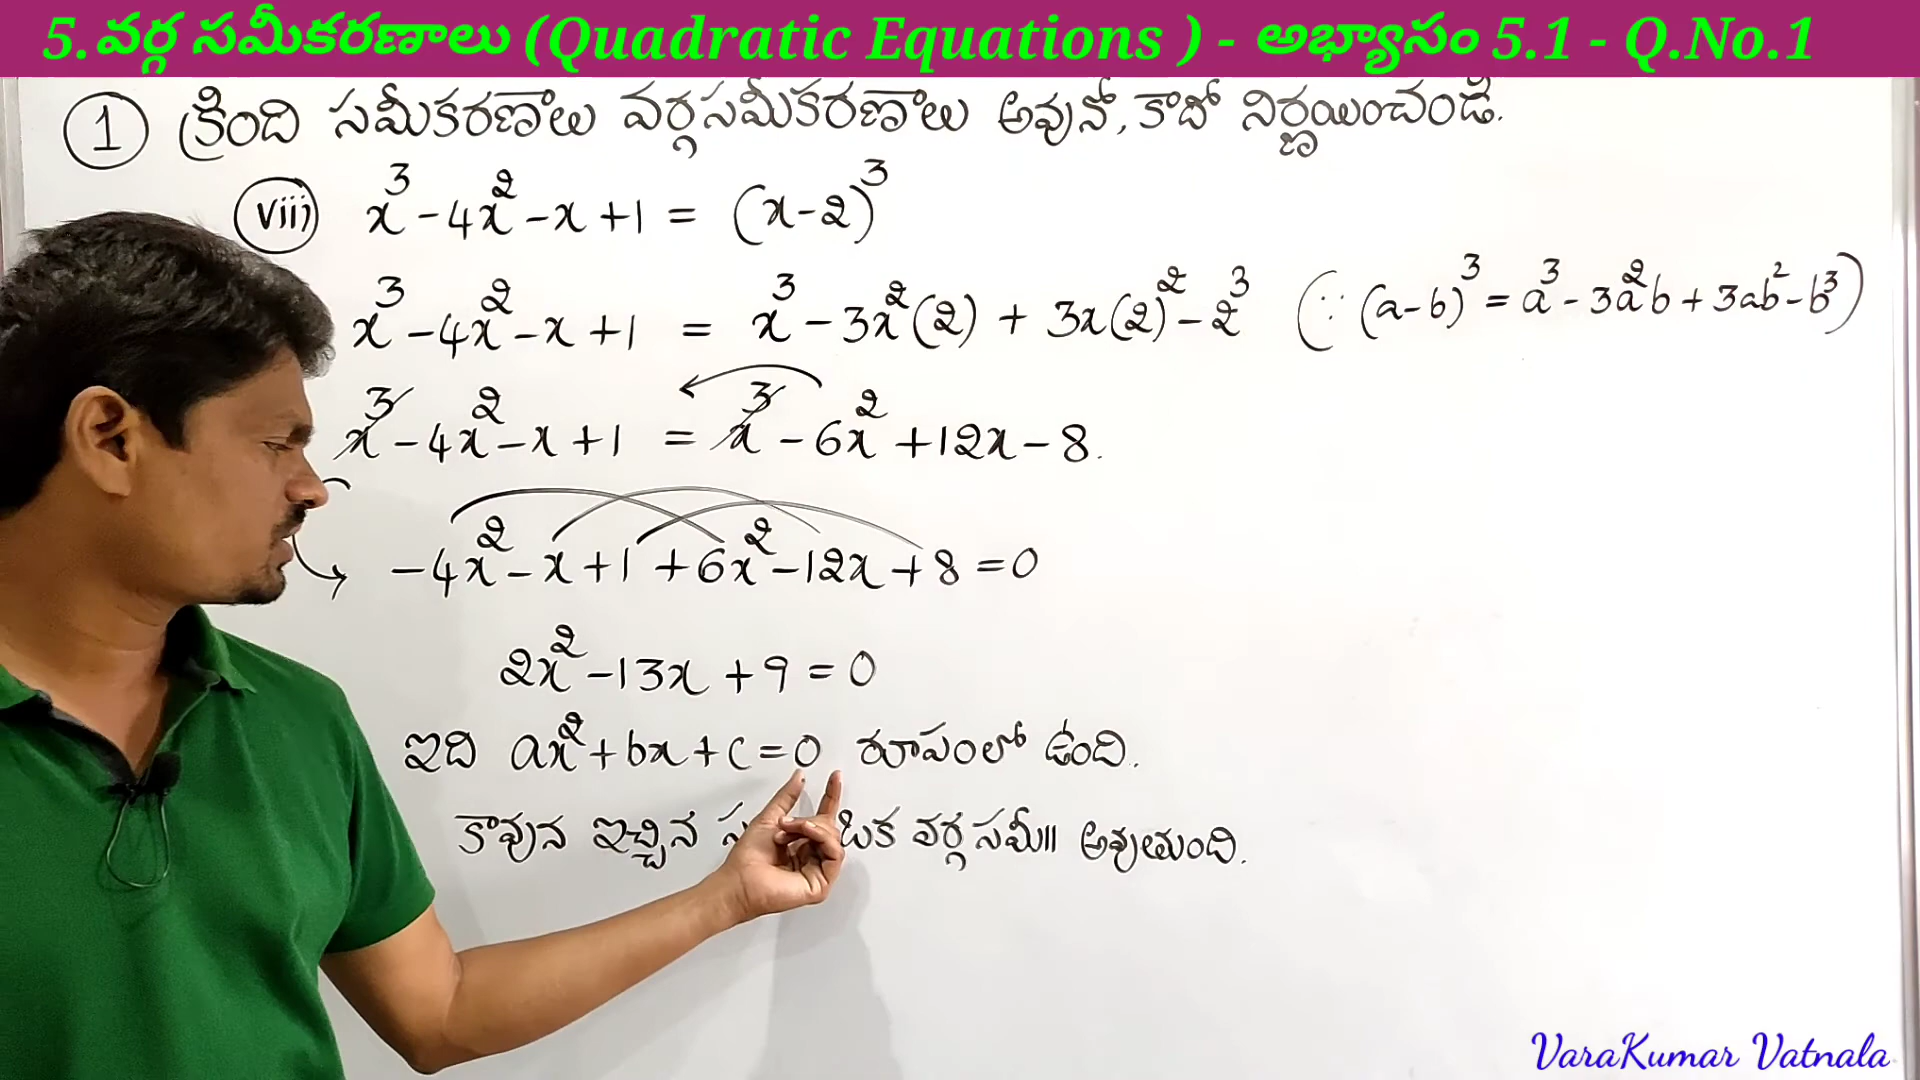 5. వర్గ సమీకరణాలు (Quadratic Equations ) - అభ్యాసం 5.1 - Q.No.1
1 క్రింది సమీకరణాలు వర్గసమీకరణాలు అవునో, కాదో నిర్ణయించండి.
viii) x³ - 4x² - x + 1 = (x - 2)³
x³ - 4x² - x + 1 = x³ - 3x²(2) + 3x(2)² - 2³ (∵ (a-b)³ = a³ - 3a²b + 3ab² - b³)
x³ - 4x² - x + 1 = x³ - 6x² + 12x - 8.
-4x² - x + 1 + 6x² - 12x + 8 = 0
2x² - 13x + 9 = 0
ఇది ax² + bx + c = 0 రూపంలో ఉంది.
కావున ఇచ్చిన ఒక వర్గ సమీ॥ అవుతుంది.
VaraKumar Vatnala